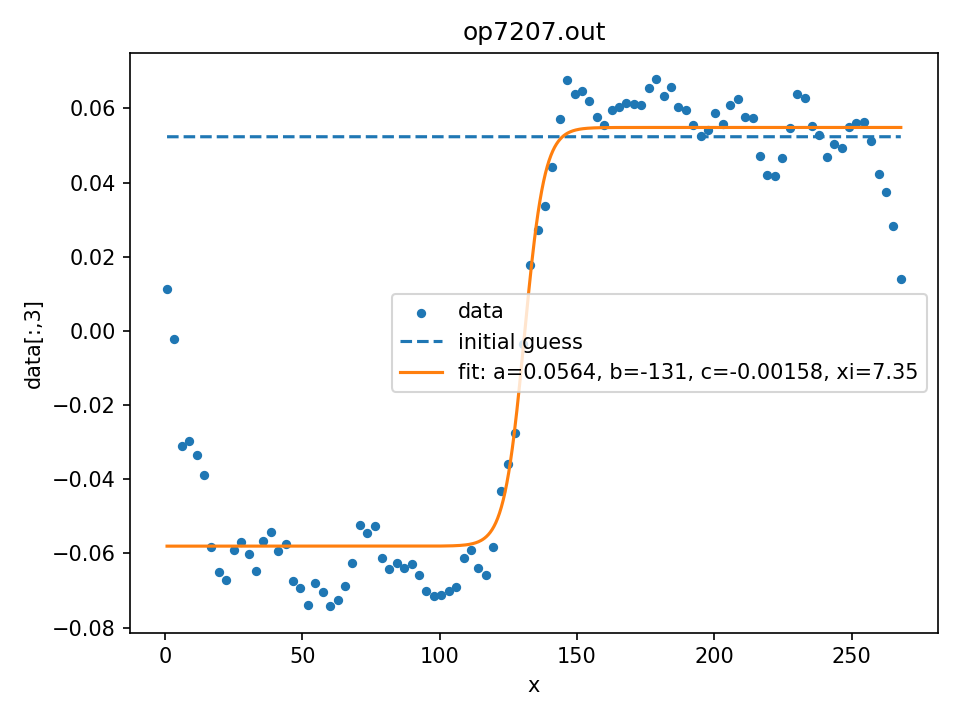 op7207.out
data[:,3]
0.06
0.04
0.02
0.00
−0.02
−0.04
−0.06
−0.08
data
initial guess
fit: a=0.0564, b=-131, c=-0.00158, xi=7.35
0 50 100 150 200 250
x